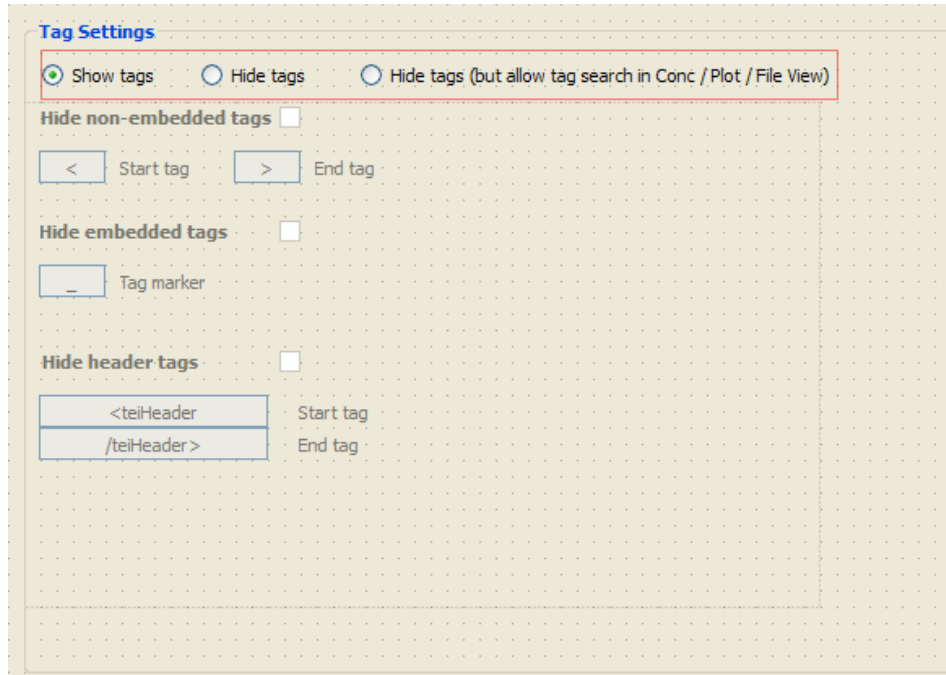 Tag Settings
Show tags Hide tags Hide tags (but allow tag search in Conc / Plot / File View)
Hide non-embedded tags
< Start tag > End tag
Hide embedded tags
_ Tag marker
Hide header tags
<teiHeader Start tag
/teiHeader> End tag